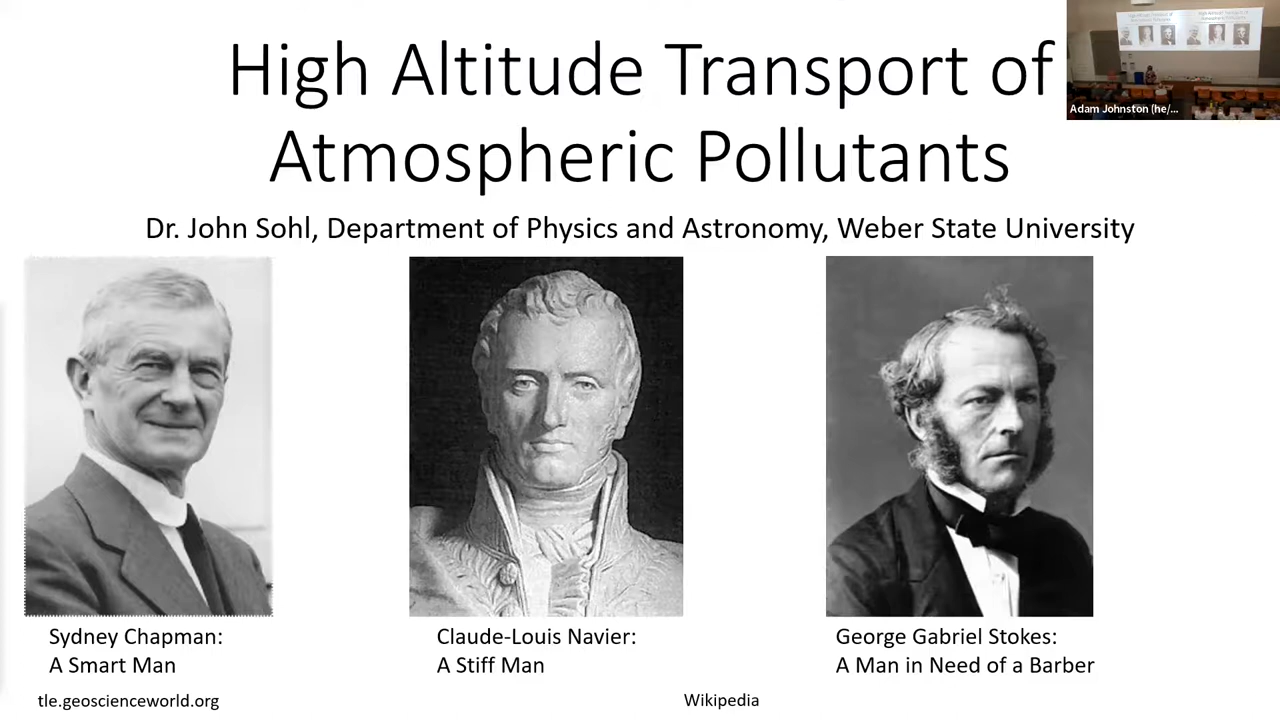 High Altitude Transport of
Atmospheric Pollutants
Adam Johnston (he/...
Dr. John Sohl, Department of Physics and Astronomy, Weber State University
Sydney Chapman:
A Smart Man
Claude-Louis Navier:
A Stiff Man
George Gabriel Stokes:
A Man in Need of a Barber
tle.geoscienceworld.org
Wikipedia